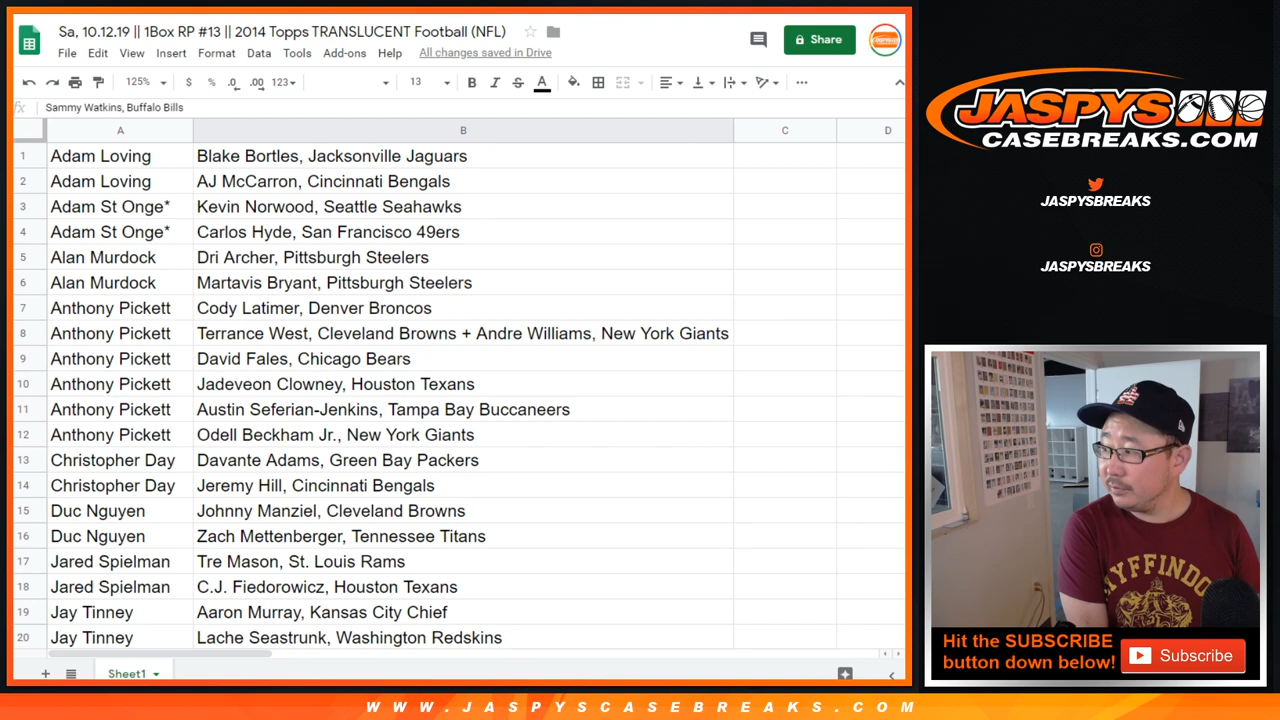 Sa, 10.12.19 || 1Box RP #13 || 2014 Topps TRANSLUCENT Football (NFL)
File Edit View Insert Format Data Tools Add-ons Help All changes saved in Drive
Share
125% $ % .0 .00 123 13 B I S A
fx Sammy Watkins, Buffalo Bills
A B C D
1 Adam Loving Blake Bortles, Jacksonville Jaguars
2 Adam Loving AJ McCarron, Cincinnati Bengals
3 Adam St Onge* Kevin Norwood, Seattle Seahawks
4 Adam St Onge* Carlos Hyde, San Francisco 49ers
5 Alan Murdock Dri Archer, Pittsburgh Steelers
6 Alan Murdock Martavis Bryant, Pittsburgh Steelers
7 Anthony Pickett Cody Latimer, Denver Broncos
8 Anthony Pickett Terrance West, Cleveland Browns + Andre Williams, New York Giants
9 Anthony Pickett David Fales, Chicago Bears
10 Anthony Pickett Jadeveon Clowney, Houston Texans
11 Anthony Pickett Austin Seferian-Jenkins, Tampa Bay Buccaneers
12 Anthony Pickett Odell Beckham Jr., New York Giants
13 Christopher Day Davante Adams, Green Bay Packers
14 Christopher Day Jeremy Hill, Cincinnati Bengals
15 Duc Nguyen Johnny Manziel, Cleveland Browns
16 Duc Nguyen Zach Mettenberger, Tennessee Titans
17 Jared Spielman Tre Mason, St. Louis Rams
18 Jared Spielman C.J. Fiedorowicz, Houston Texans
19 Jay Tinney Aaron Murray, Kansas City Chief
20 Jay Tinney Lache Seastrunk, Washington Redskins
Sheet1
JASPYS
CASEBREAKS.COM
JASPYSBREAKS
JASPYSBREAKS
GRYFFINDOR
Hit the SUBSCRIBE
button down below!
Subscribe
WWW.JASPYSCASEBREAKS.COM